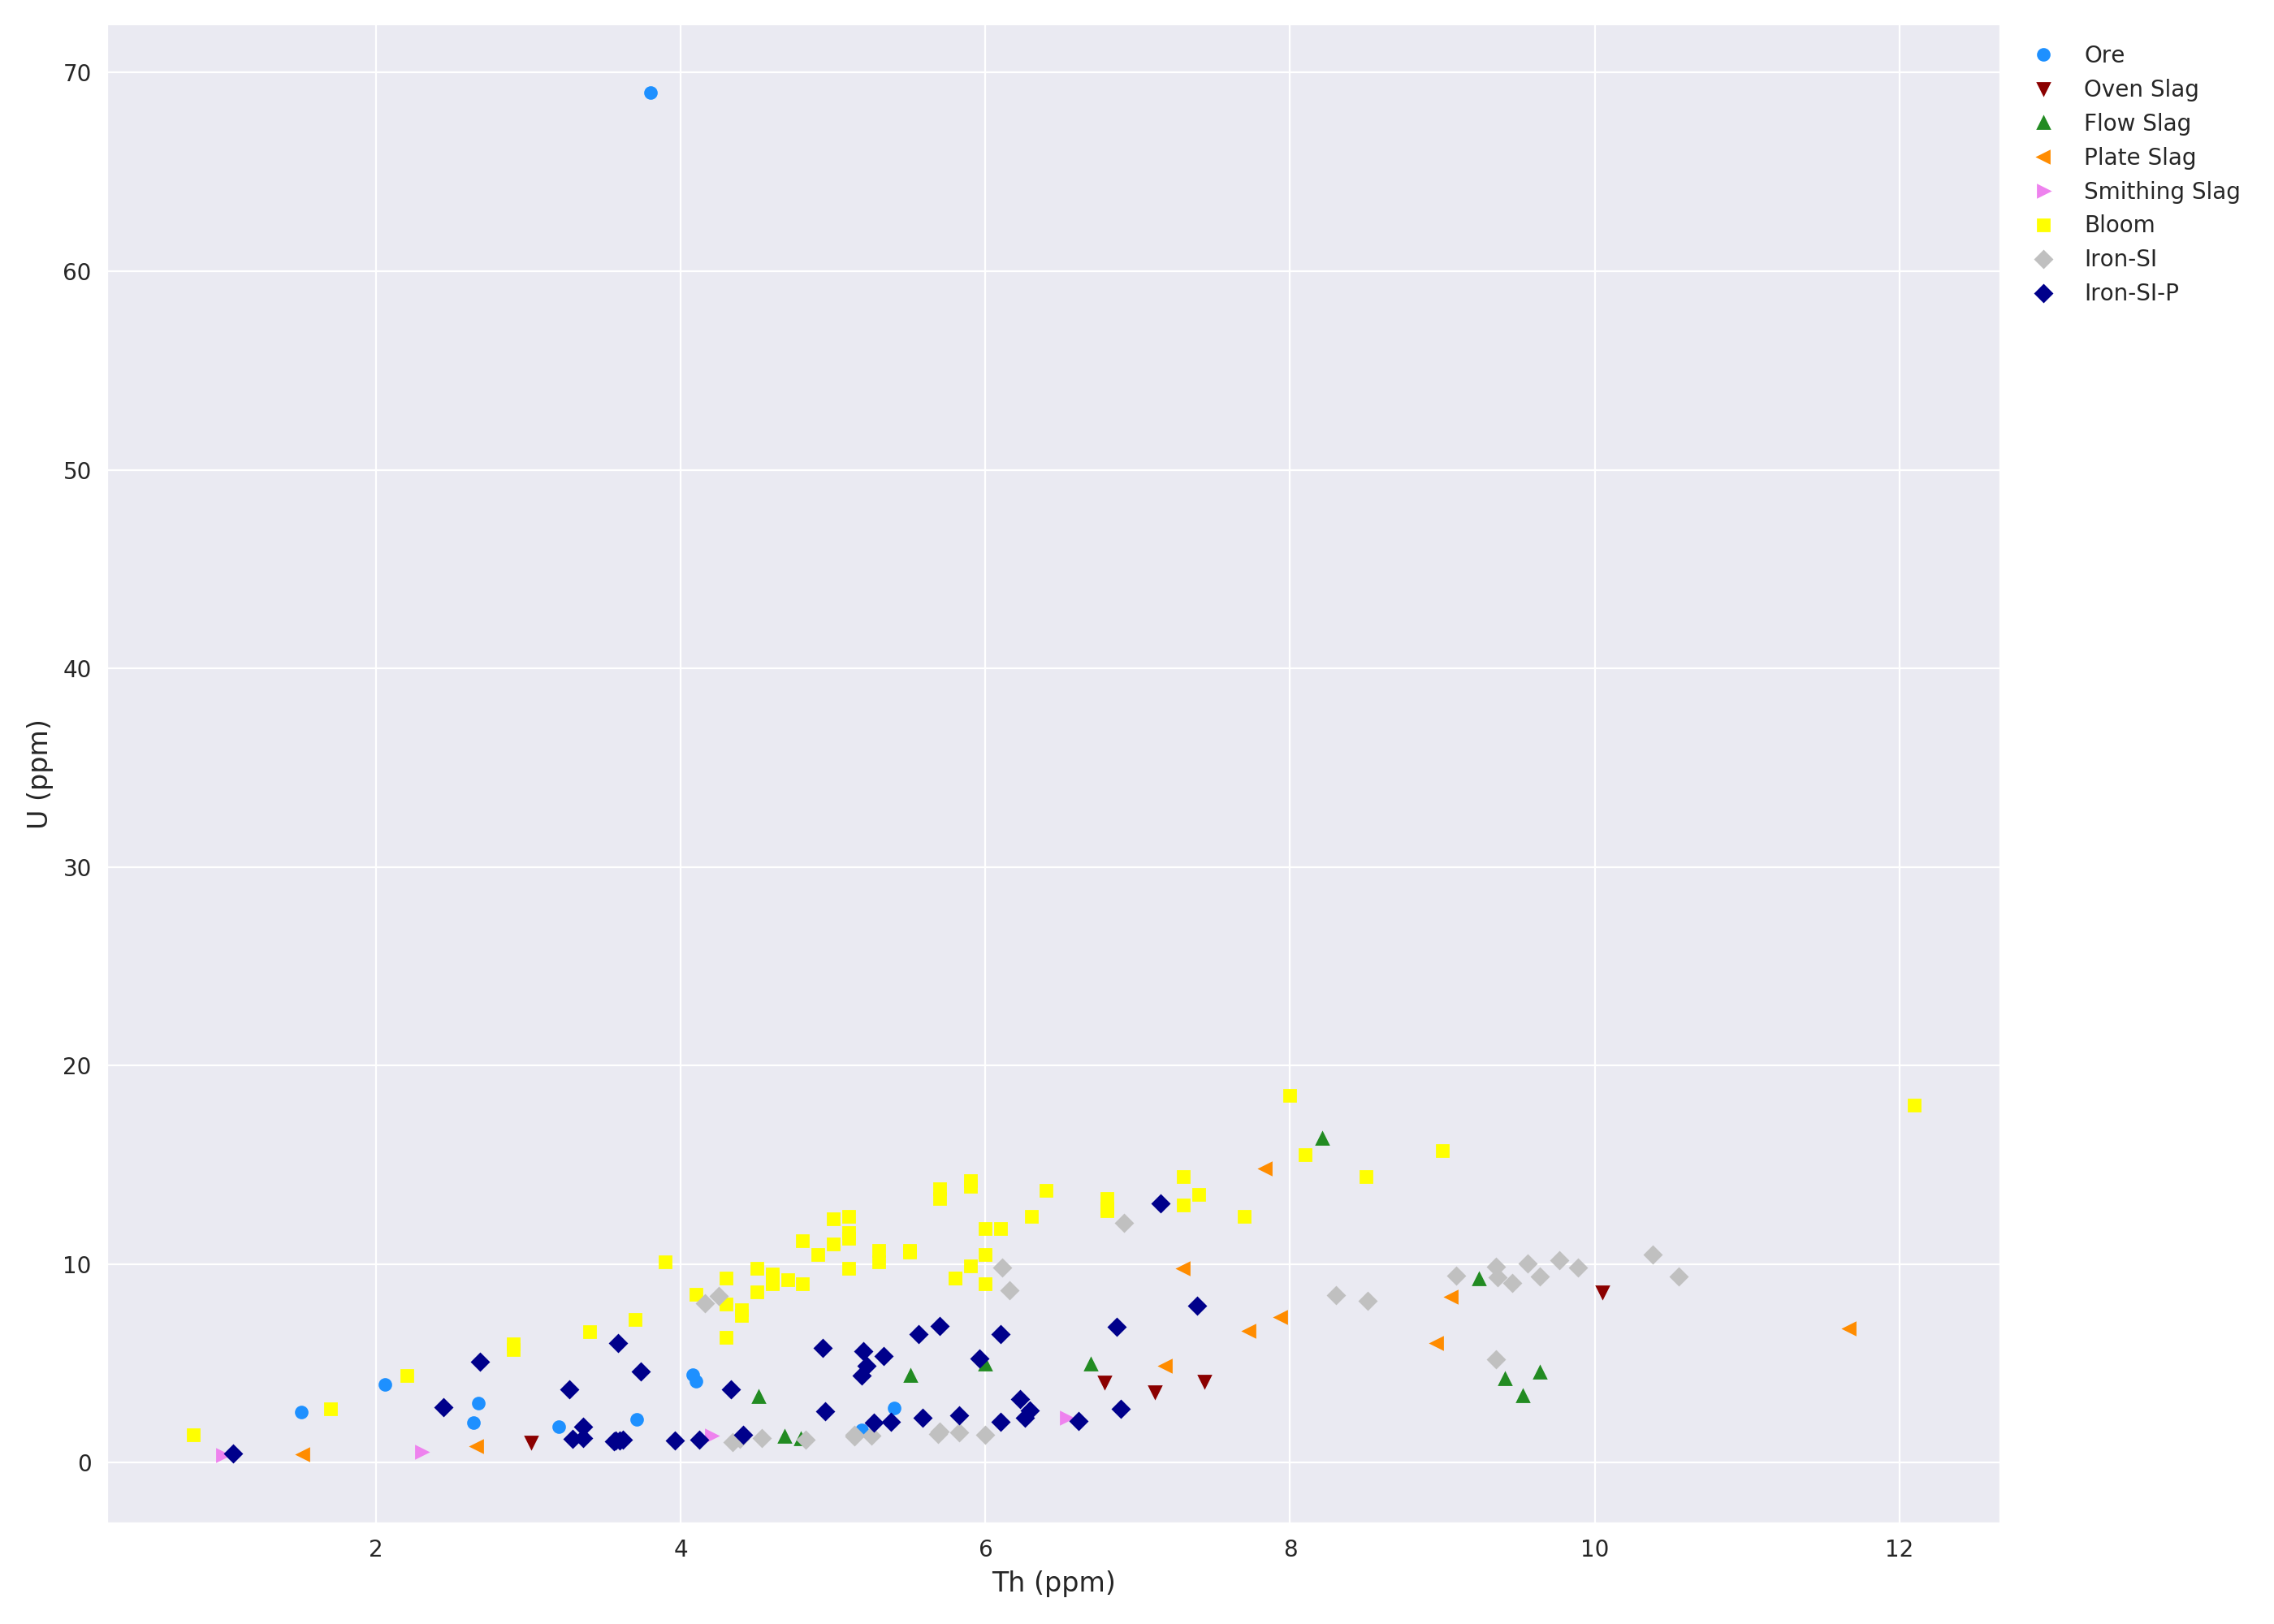 70
60
50
40
30
20
10
0
2 4 6 8 10 12
Th (ppm)
U (ppm)
Ore
Oven Slag
Flow Slag
Plate Slag
Smithing Slag
Bloom
Iron-SI
Iron-SI-P